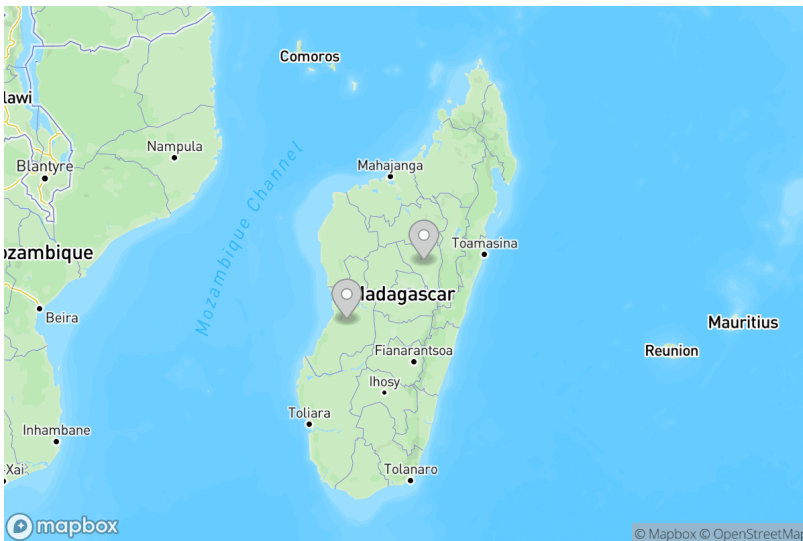 Comoros
lawi
Nampula
Mozambique Channel
Blantyre
Mahajanga
ozambique
Toamasina
Madagascar
Beira
Mauritius
Fianarantsoa
Reunion
Ihosy
Toliara
Inhambane
-Xai
Tolanaro
mapbox
© Mapbox © OpenStreetMap